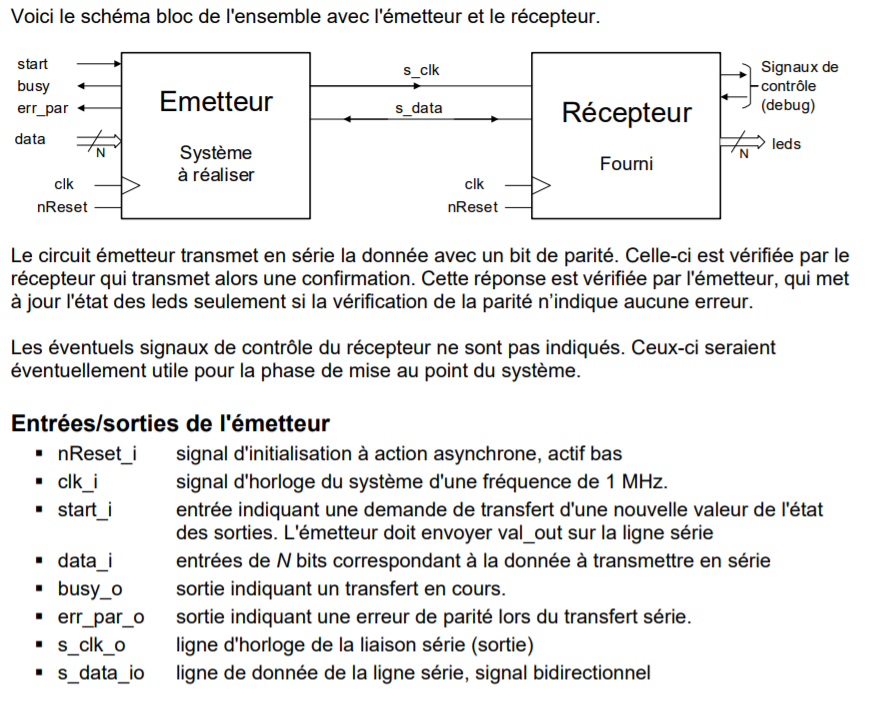 Voici le schéma bloc de l'ensemble avec l'émetteur et le récepteur.
start
busy
err_par
data
N
clk
nReset
Emetteur
Système
à réaliser
s_clk
s_data
clk
nReset
Récepteur
Fourni
Signaux de
contrôle
(debug)
leds
N
Le circuit émetteur transmet en série la donnée avec un bit de parité. Celle-ci est vérifiée par le
récepteur qui transmet alors une confirmation. Cette réponse est vérifiée par l'émetteur, qui met
à jour l'état des leds seulement si la vérification de la parité n’indique aucune erreur.
Les éventuels signaux de contrôle du récepteur ne sont pas indiqués. Ceux-ci seraient
éventuellement utile pour la phase de mise au point du système.
Entrées/sorties de l'émetteur
▪ nReset_i signal d'initialisation à action asynchrone, actif bas
▪ clk_i signal d'horloge du système d'une fréquence de 1 MHz.
▪ start_i entrée indiquant une demande de transfert d'une nouvelle valeur de l'état
des sorties. L'émetteur doit envoyer val_out sur la ligne série
▪ data_i entrées de N bits correspondant à la donnée à transmettre en série
▪ busy_o sortie indiquant un transfert en cours.
▪ err_par_o sortie indiquant une erreur de parité lors du transfert série.
▪ s_clk_o ligne d'horloge de la liaison série (sortie)
▪ s_data_io ligne de donnée de la ligne série, signal bidirectionnel